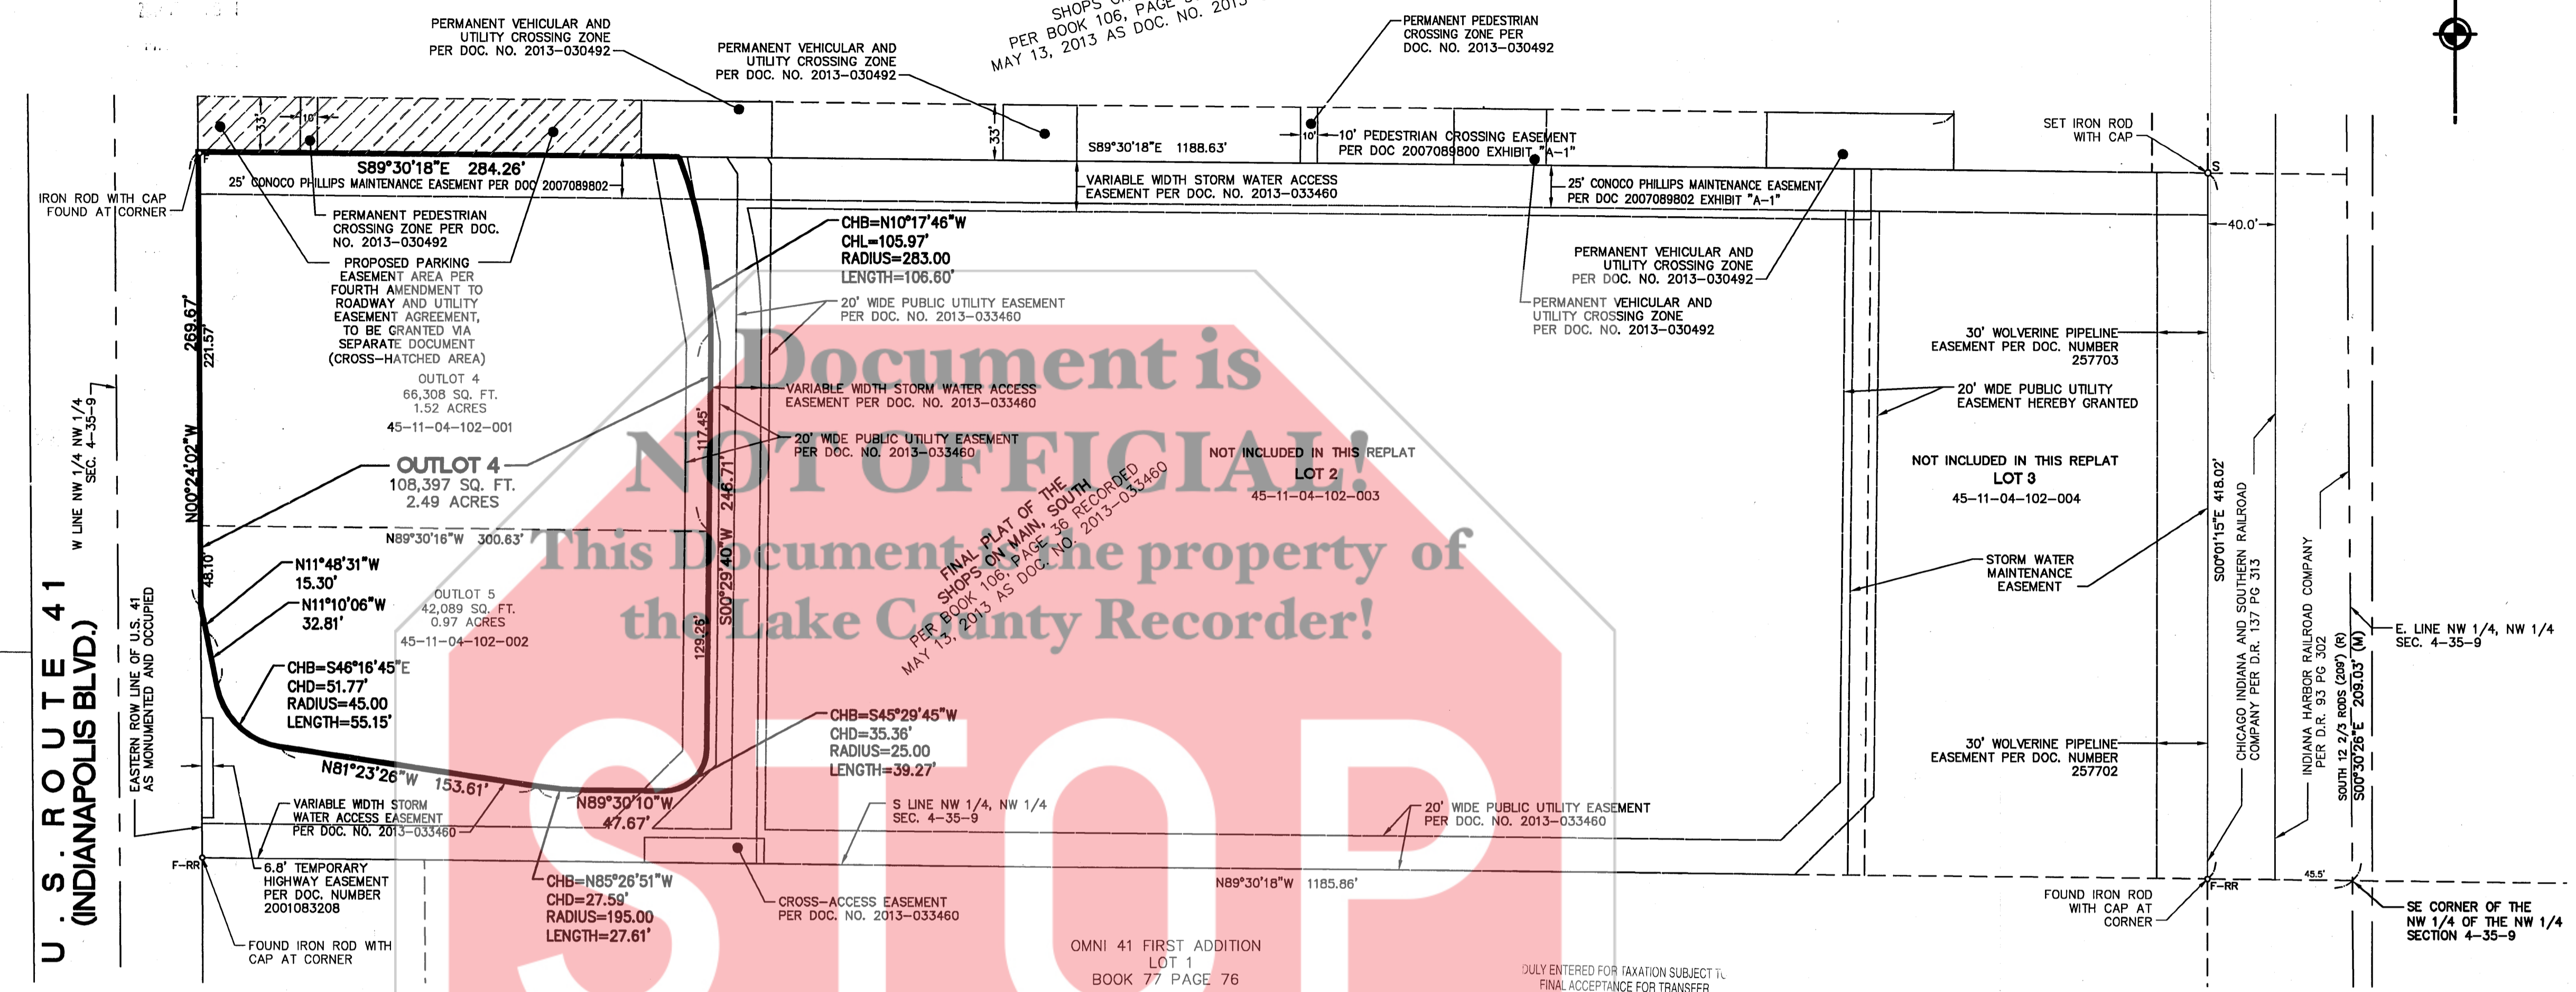 SHOPS
PER BOOK 106, PAGE
MAY 13, 2013 AS DOC. NO. 2013-
PERMANENT VEHICULAR AND
UTILITY CROSSING ZONE
PER DOC. NO. 2013-030492
PERMANENT VEHICULAR AND
UTILITY CROSSING ZONE
PER DOC. NO. 2013-030492
PERMANENT PEDESTRIAN
CROSSING ZONE PER
DOC. NO. 2013-030492
33'
10'
33'
S89°30'18"E 1188.63'
10'
10' PEDESTRIAN CROSSING EASEMENT
PER DOC 2007089800 EXHIBIT "A-1"
SET IRON ROD
WITH CAP
S
F
S89°30'18"E 284.26'
25' CONOCO PHILLIPS MAINTENANCE EASEMENT PER DOC 2007089802
VARIABLE WIDTH STORM WATER ACCESS
EASEMENT PER DOC. NO. 2013-033460
25' CONOCO PHILLIPS MAINTENANCE EASEMENT
PER DOC 2007089802 EXHIBIT "A-1"
IRON ROD WITH CAP
FOUND AT CORNER
PERMANENT PEDESTRIAN
CROSSING ZONE PER DOC.
NO. 2013-030492
PROPOSED PARKING
EASEMENT AREA PER
FOURTH AMENDMENT TO
ROADWAY AND UTILITY
EASEMENT AGREEMENT,
TO BE GRANTED VIA
SEPARATE DOCUMENT
(CROSS-HATCHED AREA)
CHB=N10°17'46"W
CHL=105.97'
RADIUS=283.00
LENGTH=106.60'
20' WIDE PUBLIC UTILITY EASEMENT
PER DOC. NO. 2013-033460
PERMANENT VEHICULAR AND
UTILITY CROSSING ZONE
PER DOC. NO. 2013-030492
PERMANENT VEHICULAR AND
UTILITY CROSSING ZONE
PER DOC. NO. 2013-030492
40.0'
30' WOLVERINE PIPELINE
EASEMENT PER DOC. NUMBER
257703
269.67'
221.57'
N00°24'02"W
48.10'
OUTLOT 4
66,308 SQ. FT.
1.52 ACRES
45-11-04-102-001
OUTLOT 4
108,397 SQ. FT.
2.49 ACRES
VARIABLE WIDTH STORM WATER ACCESS
EASEMENT PER DOC. NO. 2013-033460
20' WIDE PUBLIC UTILITY EASEMENT
PER DOC. NO. 2013-033460
117.45'
S00°29'40"W 246.71'
129.26'
Document is
NOT OFFICIAL!
This Document is the property of
the Lake County Recorder!
STOP
NOT INCLUDED IN THIS REPLAT
LOT 2
45-11-04-102-003
20' WIDE PUBLIC UTILITY
EASEMENT HEREBY GRANTED
NOT INCLUDED IN THIS REPLAT
LOT 3
45-11-04-102-004
STORM WATER
MAINTENANCE
EASEMENT
FINAL PLAT OF THE
SHOPS ON MAIN, SOUTH
PER BOOK 106, PAGE 36 RECORDED
MAY 13, 2013 AS DOC. NO. 2013-033460
N89°30'16"W 300.63'
N11°48'31"W
15.30'
N11°10'06"W
32.81'
OUTLOT 5
42,089 SQ. FT.
0.97 ACRES
45-11-04-102-002
CHB=S46°16'45"E
CHD=51.77'
RADIUS=45.00
LENGTH=55.15'
W LINE NW 1/4 NW 1/4
SEC. 4-35-9
U.S. ROUTE 41
(INDIANAPOLIS BLVD.)
EASTERN ROW LINE OF U.S. 41
AS MONUMENTED AND OCCUPIED
CHB=S45°29'45"W
CHD=35.36'
RADIUS=25.00
LENGTH=39.27'
N81°23'26"W 153.61'
N89°30'10"W
47.67'
VARIABLE WIDTH STORM
WATER ACCESS EASEMENT
PER DOC. NO. 2013-033460
S LINE NW 1/4, NW 1/4
SEC. 4-35-9
20' WIDE PUBLIC UTILITY EASEMENT
PER DOC. NO. 2013-033460
30' WOLVERINE PIPELINE
EASEMENT PER DOC. NUMBER
257702
S00°01'15"E 418.02'
CHICAGO INDIANA AND SOUTHERN RAILROAD
COMPANY PER D.R. 137 PG 313
INDIANA HARBOR RAILROAD COMPANY
PER D.R. 93 PG 302
SOUTH 12 2/3 RODS (209') (R)
S00°30'26"E 209.03' (M)
E. LINE NW 1/4, NW 1/4
SEC. 4-35-9
F-RR
6.8' TEMPORARY
HIGHWAY EASEMENT
PER DOC. NUMBER
2001083208
FOUND IRON ROD WITH
CAP AT CORNER
CHB=N85°26'51"W
CHD=27.59'
RADIUS=195.00
LENGTH=27.61'
CROSS-ACCESS EASEMENT
PER DOC. NO. 2013-033460
N89°30'18"W 1185.86'
F-RR
45.5'
FOUND IRON ROD
WITH CAP AT
CORNER
SE CORNER OF THE
NW 1/4 OF THE NW 1/4
SECTION 4-35-9
OMNI 41 FIRST ADDITION
LOT 1
BOOK 77 PAGE 76
DULY ENTERED FOR TAXATION SUBJECT TO
FINAL ACCEPTANCE FOR TRANSFER